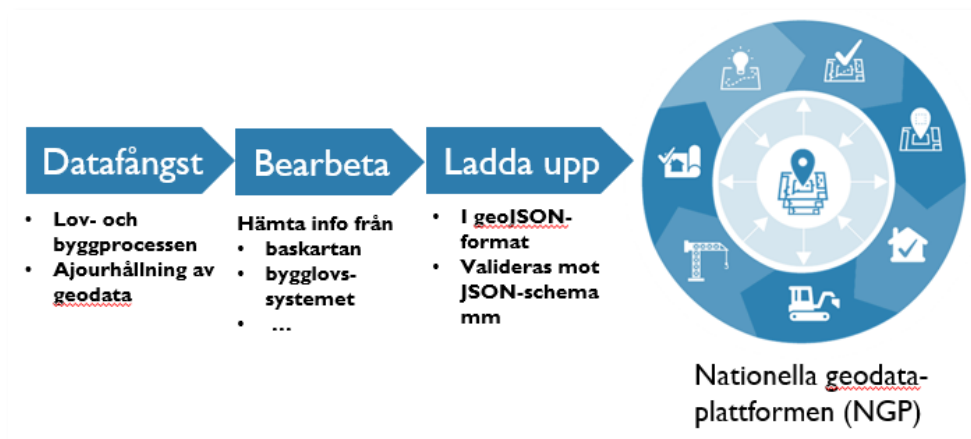 Datafångst
• Lov- och
byggprocessen
• Ajourhållning av
geodata
Bearbeta
Hämta info från
• baskartan
• bygglovs-
systemet
• ...
Ladda upp
• I geoJSON-
format
• Valideras mot
JSON-schema
mm
Nationella geodata-
plattformen (NGP)